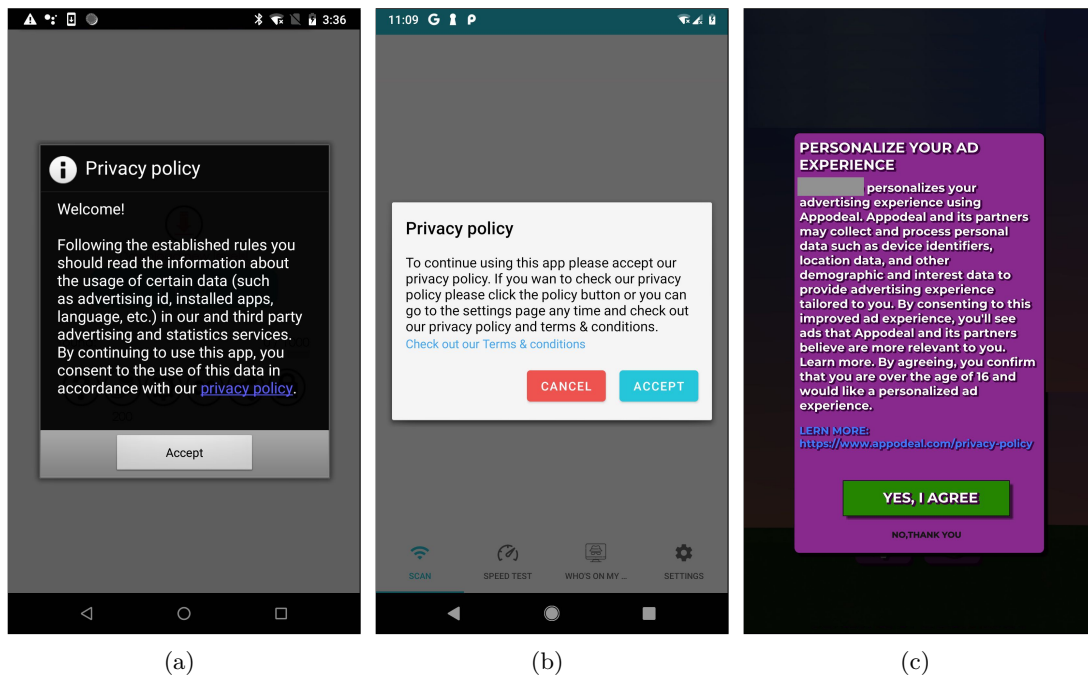 3:36
Privacy policy
Welcome!
Following the established rules you
should read the information about
the usage of certain data (such
as advertising id, installed apps,
language, etc.) in our and third party
advertising and statistics services.
By continuing to use this app, you
consent to the use of this data in
accordance with our privacy policy.
Accept
(a)
11:09 G P
Privacy policy
To continue using this app please accept our
privacy policy. If you wan to check our privacy
policy please click the policy button or you can
go to the settings page any time and check out
our privacy policy and terms & conditions.
Check out our Terms & conditions
CANCEL ACCEPT
SCAN SPEED TEST WHO'S ON MY ... SETTINGS
(b)
PERSONALIZE YOUR AD
EXPERIENCE
personalizes your
advertising experience using
Appodeal. Appodeal and its partners
may collect and process personal
data such as device identifiers,
location data, and other
demographic and interest data to
provide advertising experience
tailored to you. By consenting to this
improved ad experience, you'll see
ads that Appodeal and its partners
believe are more relevant to you.
Learn more. By agreeing, you confirm
that you are over the age of 16 and
would like a personalized ad
experience.
LERN MORE:
https://www.appodeal.com/privacy-policy
YES, I AGREE
NO,THANK YOU
(c)